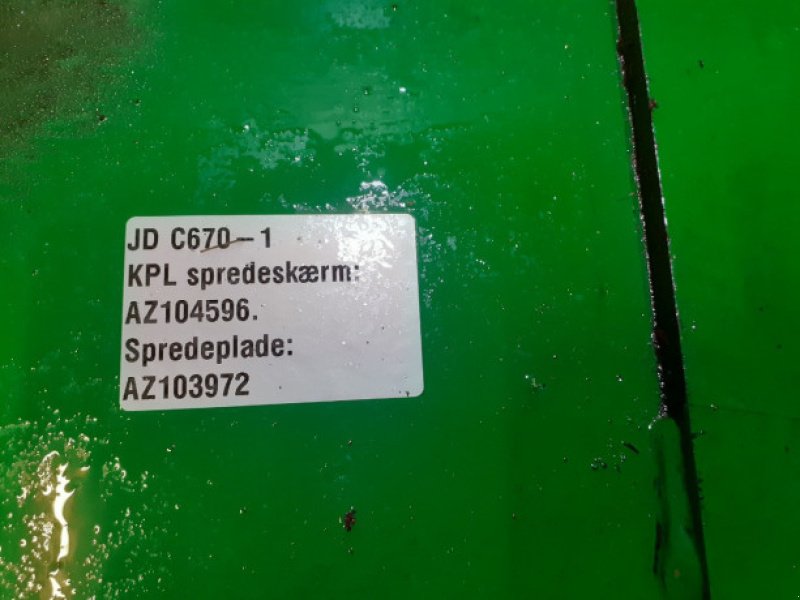 JD C670-1
KPL spredeskærm:
AZ104596.
Spredeplade:
AZ103972